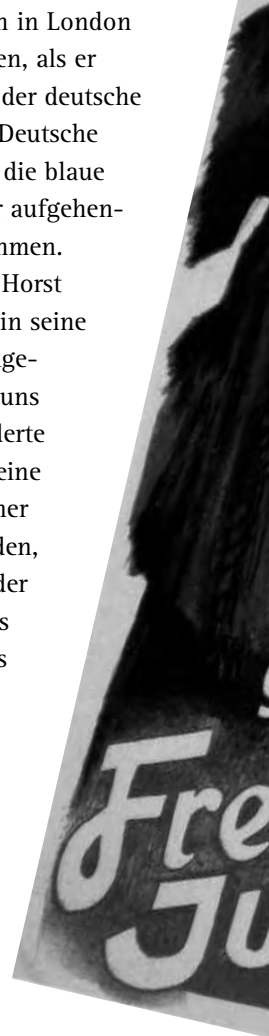 n in London
en, als er
der deutsche
Deutsche
die blaue
r aufgehen-
mmen.
Horst
in seine
ge-
uns
lerte
eine
ner
den,
der
s
s
Fre
Ju